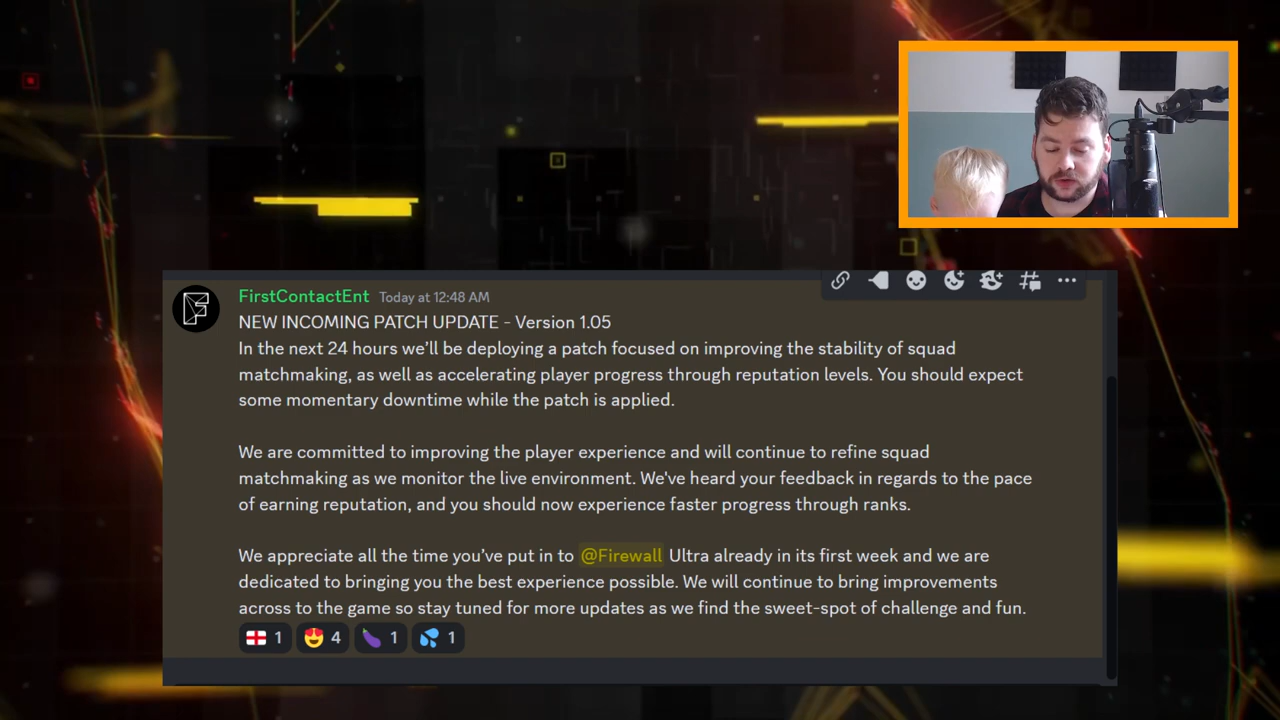 FirstContactEnt Today at 12:48 AM
NEW INCOMING PATCH UPDATE - Version 1.05
In the next 24 hours we'll be deploying a patch focused on improving the stability of squad
matchmaking, as well as accelerating player progress through reputation levels. You should expect
some momentary downtime while the patch is applied.
We are committed to improving the player experience and will continue to refine squad
matchmaking as we monitor the live environment. We've heard your feedback in regards to the pace
of earning reputation, and you should now experience faster progress through ranks.
We appreciate all the time you've put in to @Firewall Ultra already in its first week and we are
dedicated to bringing you the best experience possible. We will continue to bring improvements
across to the game so stay tuned for more updates as we find the sweet-spot of challenge and fun.
1 4 1 1